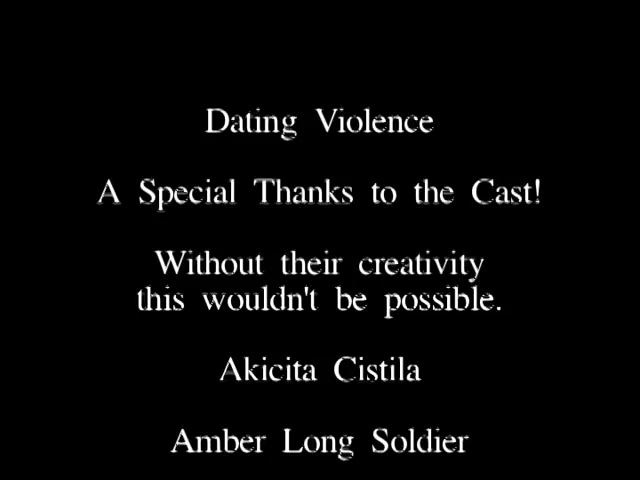 Dating Violence
A Special Thanks to the Cast!
Without their creativity
this wouldn't be possible.
Akicita Cistila
Amber Long Soldier